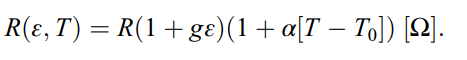 R(ε, T) = R(1 + gε)(1 + α[T − T₀]) [Ω].